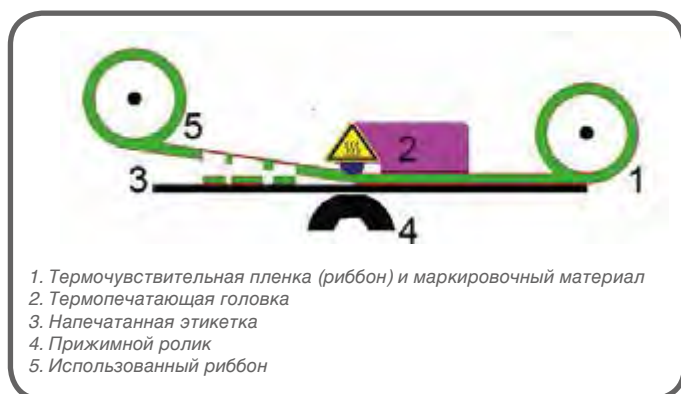 5
2
3
1
4
1. Термочувствительная пленка (риббон) и маркировочный материал
2. Термопечатающая головка
3. Напечатанная этикетка
4. Прижимной ролик
5. Использованный риббон